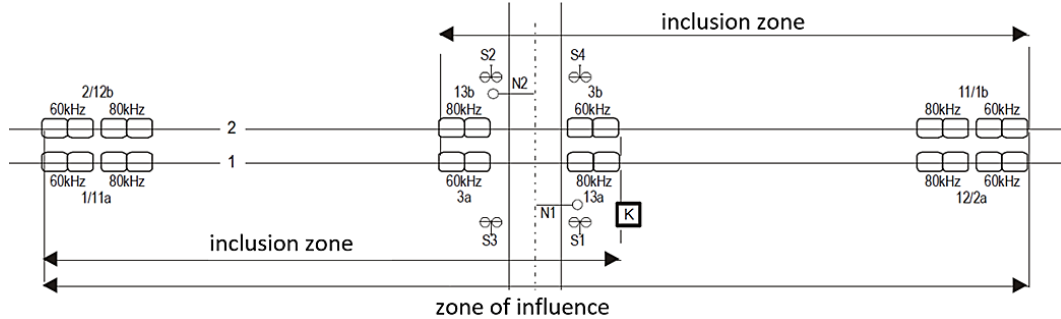 inclusion zone
S2
S4
N2
2/12b
13b
3b
11/1b
60kHz 80kHz
80kHz
60kHz
80kHz 60kHz
2
1
60kHz 80kHz
60kHz
80kHz
80kHz 60kHz
1/11a
3a
13a
12/2a
N1
K
S3
S1
inclusion zone
zone of influence